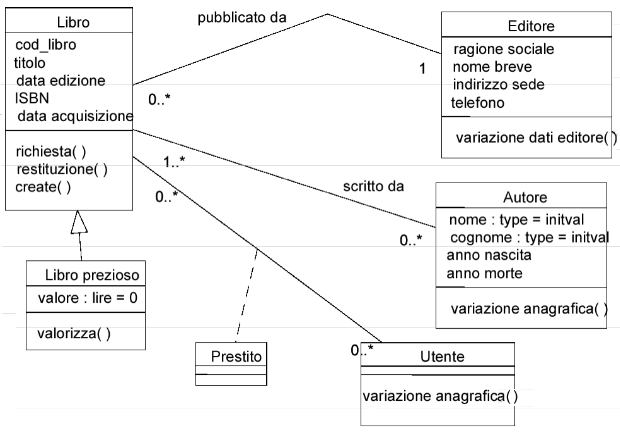 Libro
cod_libro
titolo
data edizione
ISBN
data acquisizione
richiesta( )
restituzione( )
create( )
pubblicato da
0..*
1
Editore
ragione sociale
nome breve
indirizzo sede
telefono
variazione dati editore( )
1..*
scritto da
0..*
0..*
Autore
nome : type = initval
cognome : type = initval
anno nascita
anno morte
variazione anagrafica( )
Libro prezioso
valore : lire = 0
valorizza( )
Prestito
0..*
Utente
variazione anagrafica( )